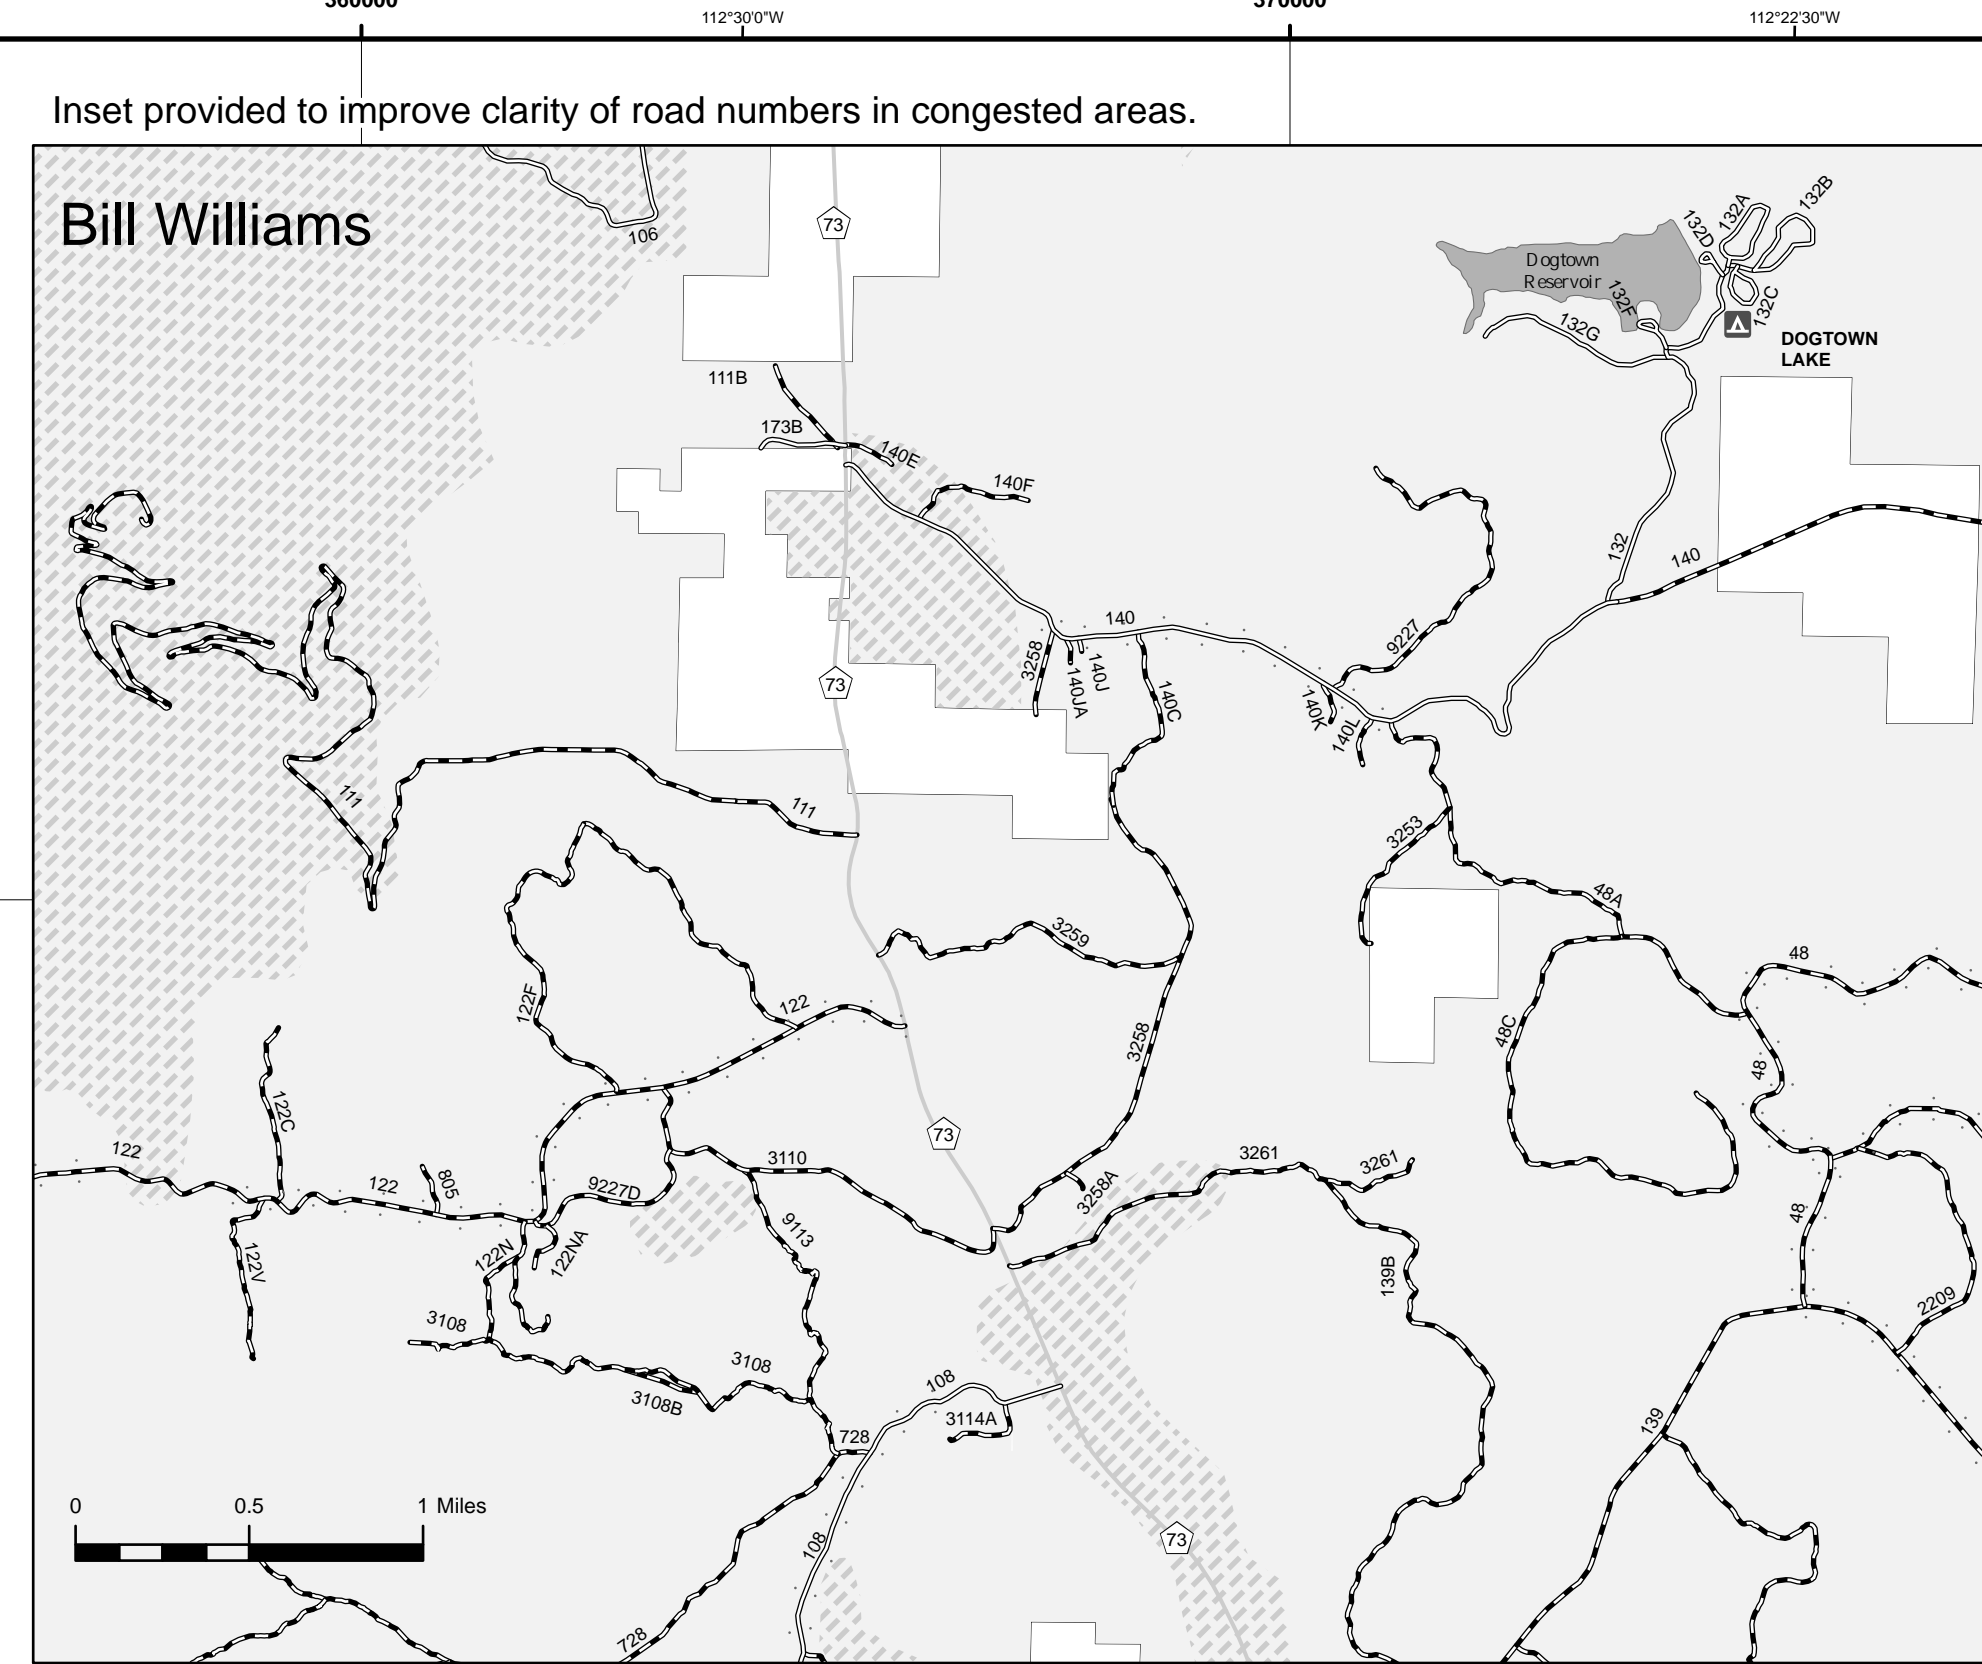 112°30'0"W
112°22'30"W
Inset provided to improve clarity of road numbers in congested areas.
Bill Williams
106
73
132A
132B
132D
Dogtown
Reservoir
132F
132C
132G
DOGTOWN
LAKE
111B
173B
140E
140F
132
140
140
9227
3258
140J
140JA
140C
73
140K
140L
111
111
3253
48A
3259
48
122F
122
48C
3258
48
122C
73
122
805
122
3110
3261
3261
9227D
3258A
9113
48
122N
122NA
122V
139B
2209
3108
3108
108
3108B
3114A
139
728
0
0.5
1 Miles
108
73
728